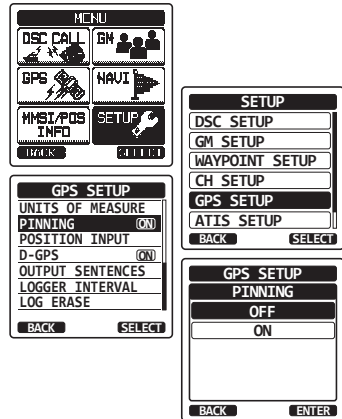 MENU
DSC CALL GM
GPS NAVI
MMSI/POS INFO SETUP
BACK SELECT
SETUP
DSC SETUP
GM SETUP
WAYPOINT SETUP
CH SETUP
GPS SETUP
ATIS SETUP
BACK SELECT
GPS SETUP
UNITS OF MEASURE
PINNING ON
POSITION INPUT
D-GPS ON
OUTPUT SENTENCES
LOGGER INTERVAL
LOG ERASE
BACK SELECT
GPS SETUP
PINNING
OFF
ON
BACK ENTER